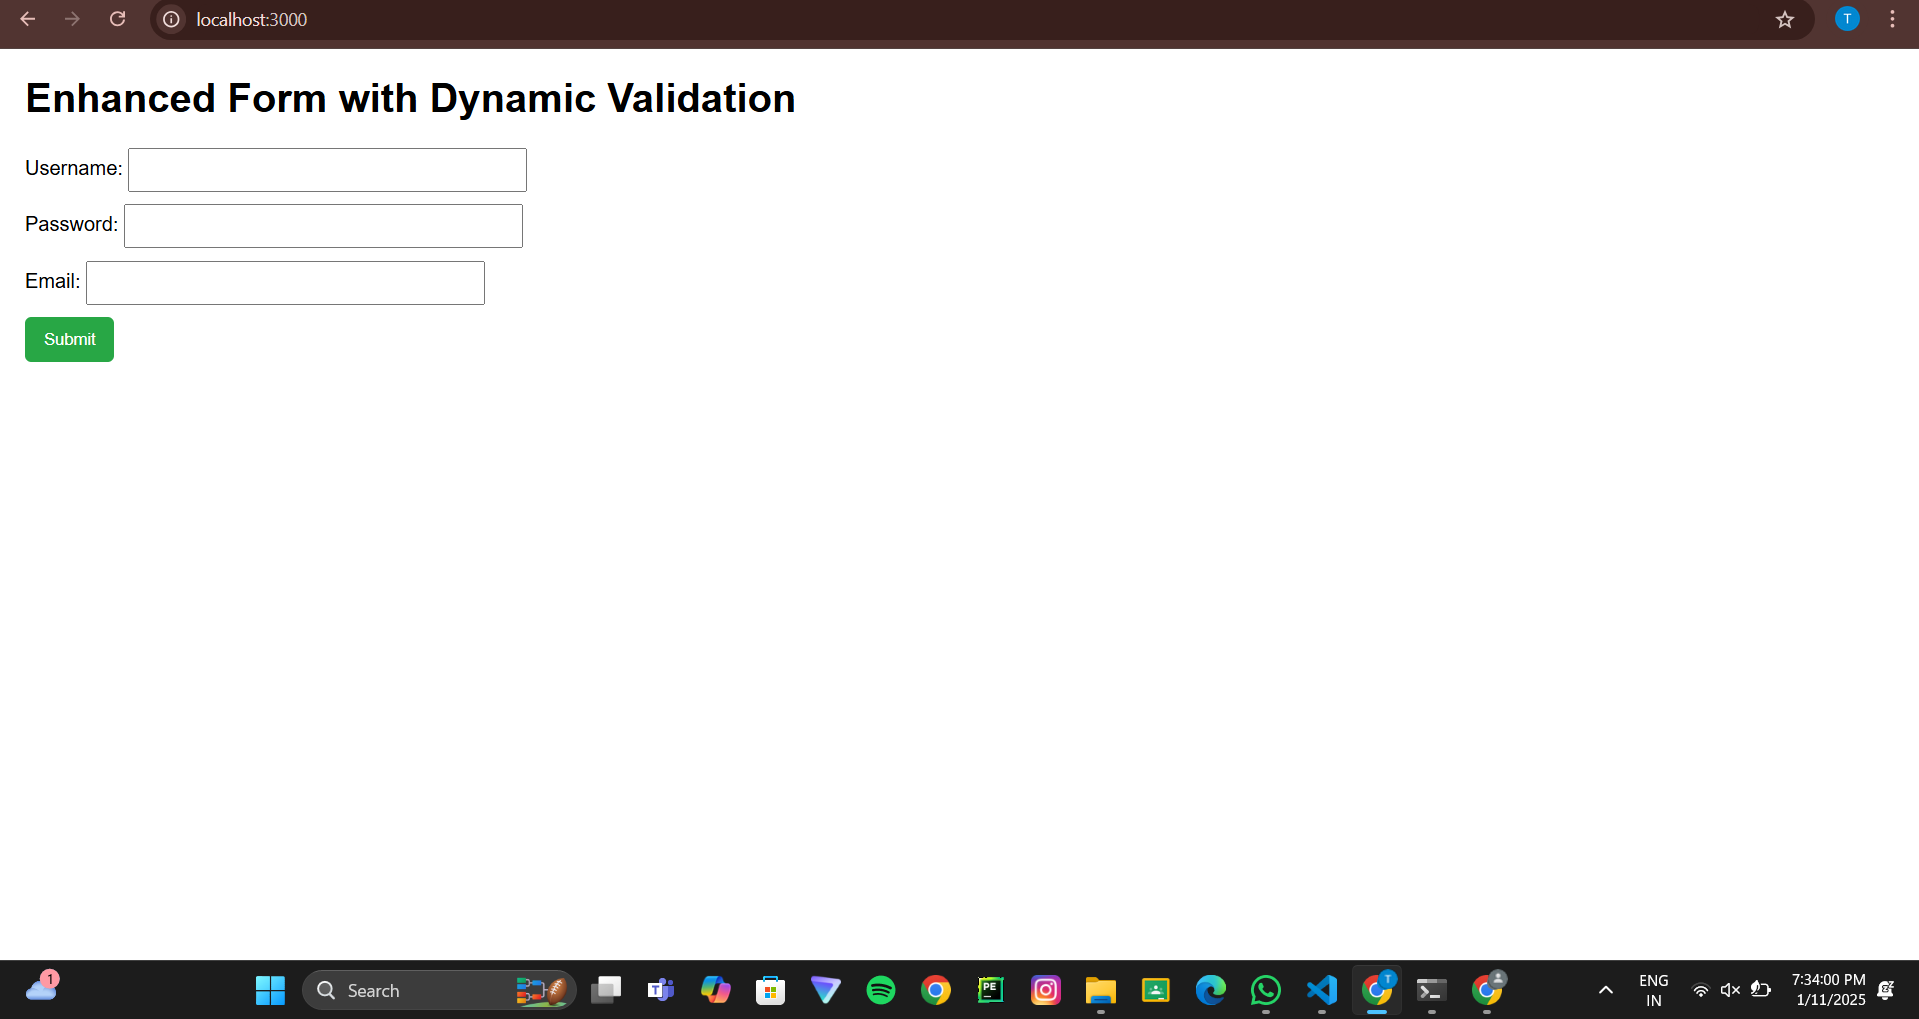 localhost:3000
T
Enhanced Form with Dynamic Validation
Username:
Password:
Email:
Submit
1
Search
T
PE
T
ENG
IN
7:34:00 PM
1/11/2025